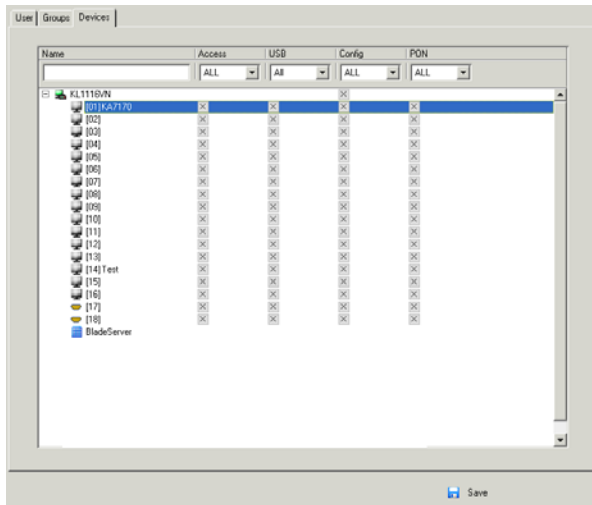 User Groups Devices
Name Access USB Config PON
ALL All ALL ALL
KL1116VN
[01]KA7170
[02]
[03]
[04]
[05]
[06]
[07]
[08]
[09]
[10]
[11]
[12]
[13]
[14]Test
[15]
[16]
[17]
[18]
BladeServer
Save